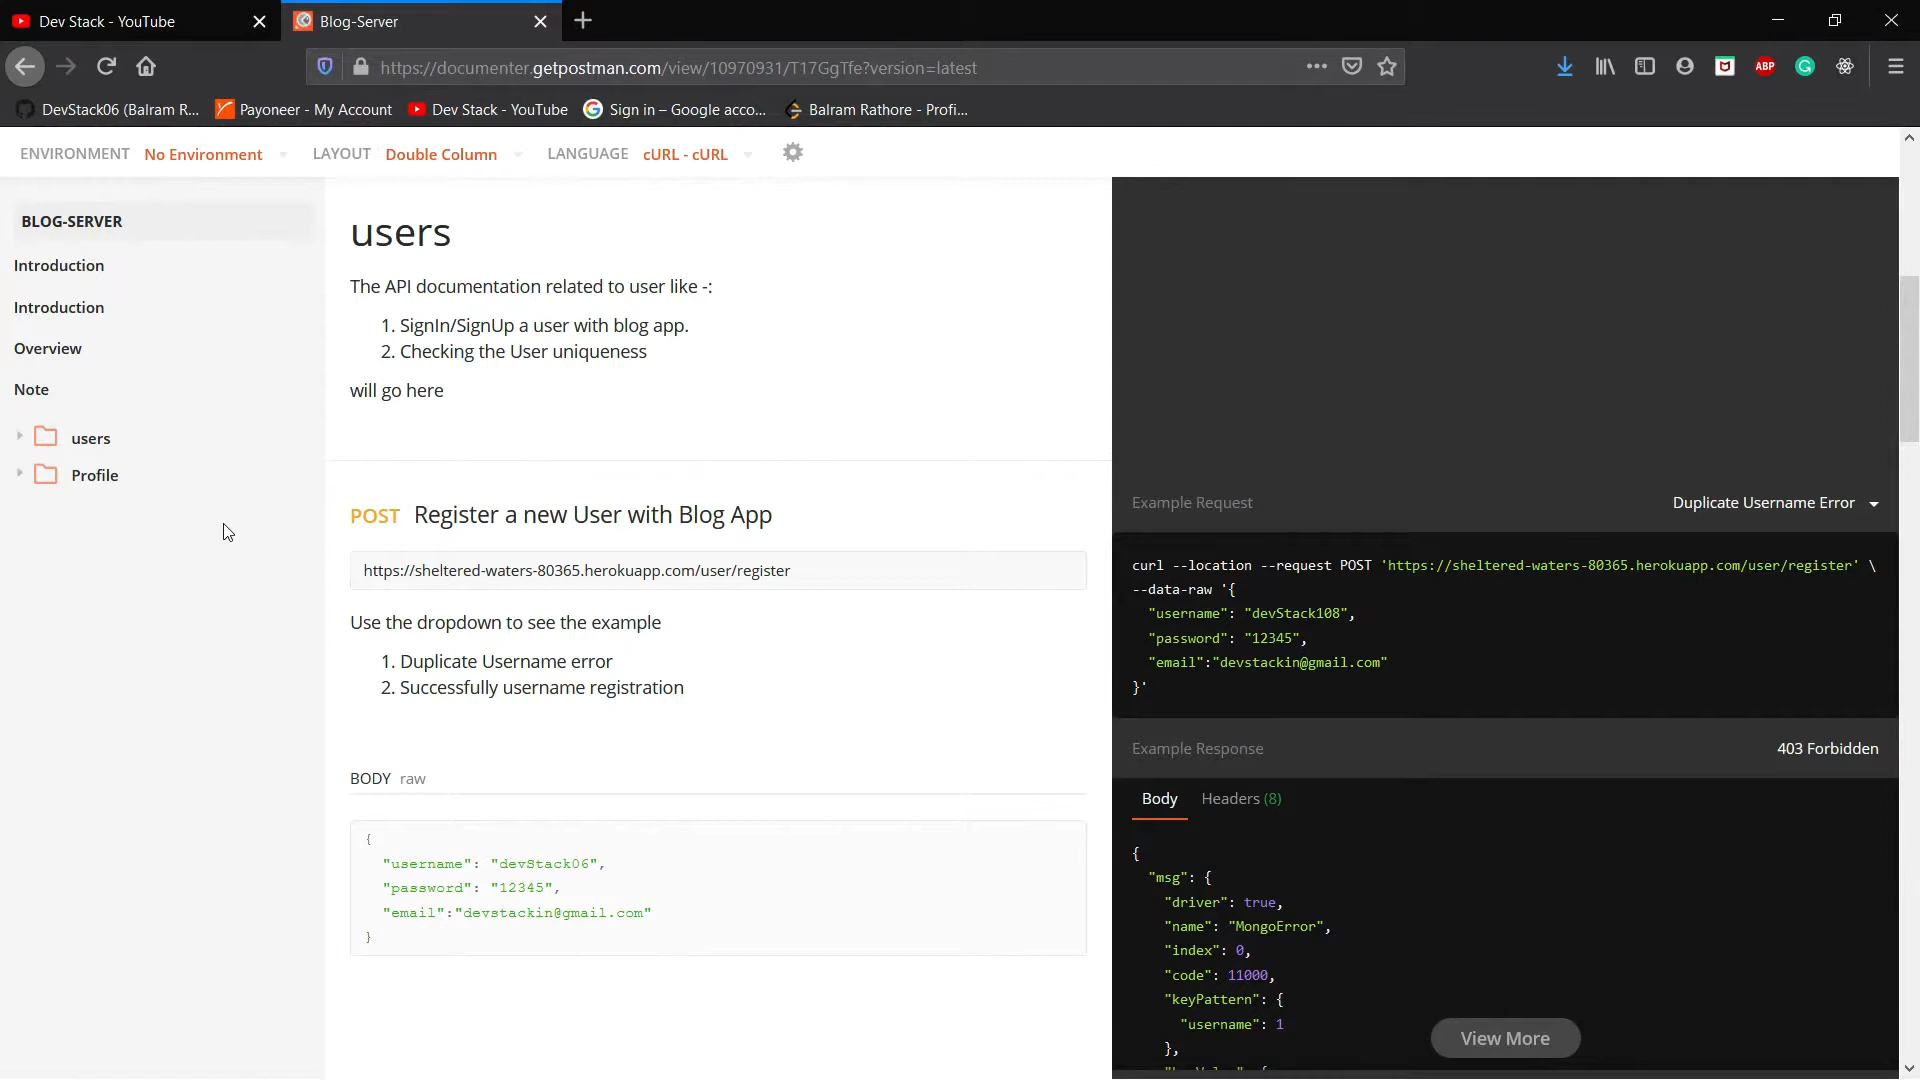 Dev Stack - YouTube
Blog-Server
https://documenter.getpostman.com/view/10970931/T17GgTfe?version=latest
ABP
DevStack06 (Balram R...
Payoneer - My Account
Dev Stack - YouTube
Sign in – Google acco...
Balram Rathore - Profi...
ENVIRONMENT No Environment LAYOUT Double Column LANGUAGE cURL - cURL
BLOG-SERVER
Introduction
Introduction
Overview
Note
users
Profile
users
The API documentation related to user like -:
1. SignIn/SignUp a user with blog app.
2. Checking the User uniqueness
will go here
POST Register a new User with Blog App
https://sheltered-waters-80365.herokuapp.com/user/register
Use the dropdown to see the example
1. Duplicate Username error
2. Successfully username registration
BODY raw
{
"username": "devStack06",
"password": "12345",
"email":"devstackin@gmail.com"
}
Example Request
Duplicate Username Error
curl --location --request POST 'https://sheltered-waters-80365.herokuapp.com/user/register' \
--data-raw '{
"username": "devStack108",
"password": "12345",
"email":"devstackin@gmail.com"
}'
Example Response
403 Forbidden
Body Headers (8)
{
"msg": {
"driver": true,
"name": "MongoError",
"index": 0,
"code": 11000,
"keyPattern": {
"username": 1
},
View More